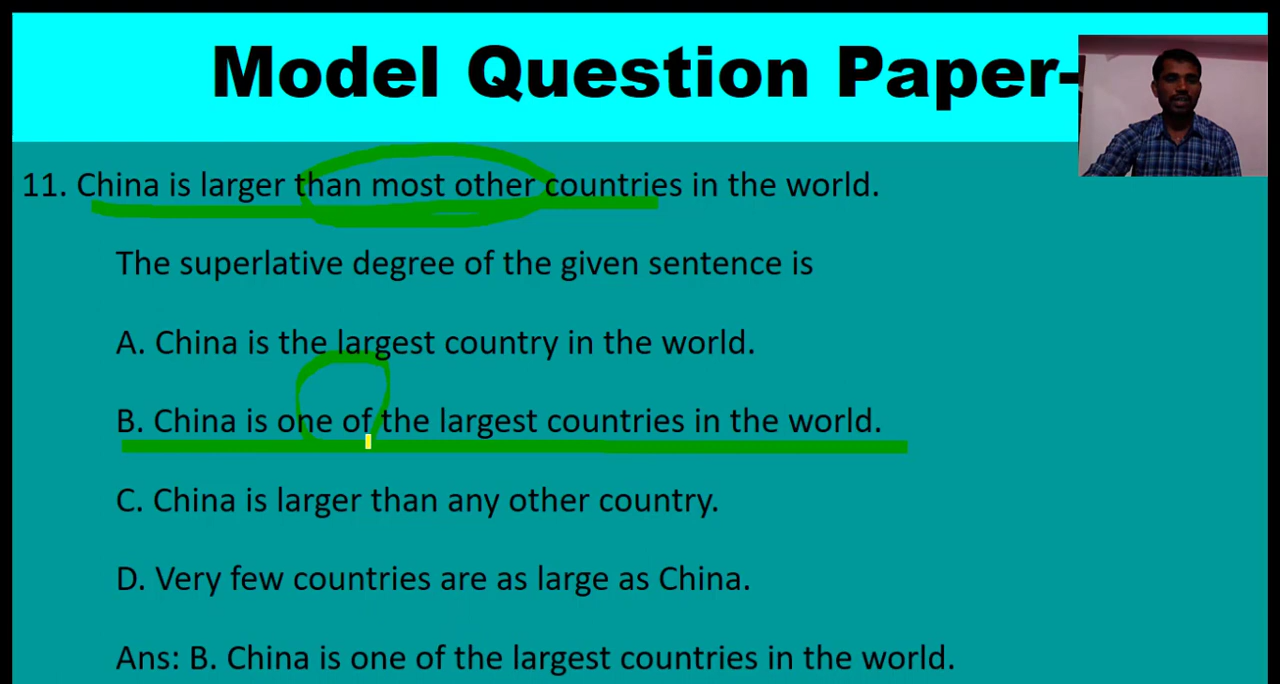 Model Question Paper-
11. China is larger than most other countries in the world.
The superlative degree of the given sentence is
A. China is the largest country in the world.
B. China is one of the largest countries in the world.
C. China is larger than any other country.
D. Very few countries are as large as China.
Ans: B. China is one of the largest countries in the world.